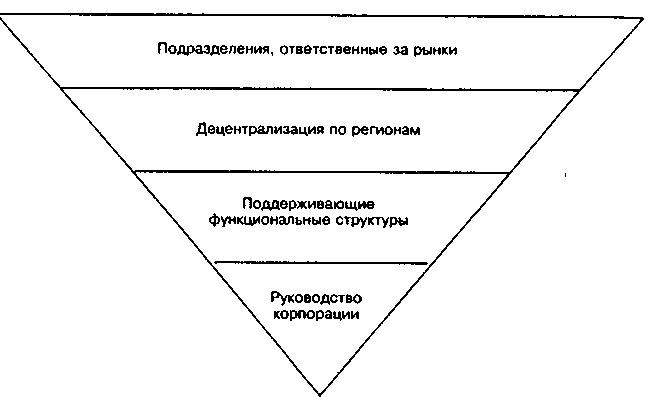 Подразделения, ответственные за рынки
Децентрализация по регионам
Поддерживающие
функциональные структуры
Руководство
корпорации